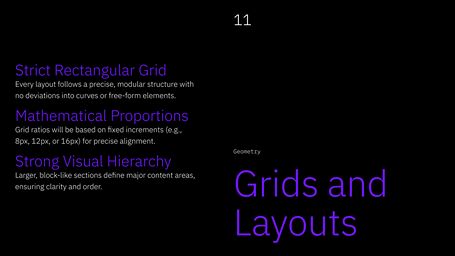 11
Strict Rectangular Grid
Every layout follows a precise, modular structure with
no deviations into curves or free-form elements.
Mathematical Proportions
Grid ratios will be based on fixed increments (e.g.,
8px, 12px, or 16px) for precise alignment.
Strong Visual Hierarchy
Larger, block-like sections define major content areas,
ensuring clarity and order.
Geometry
Grids and
Layouts